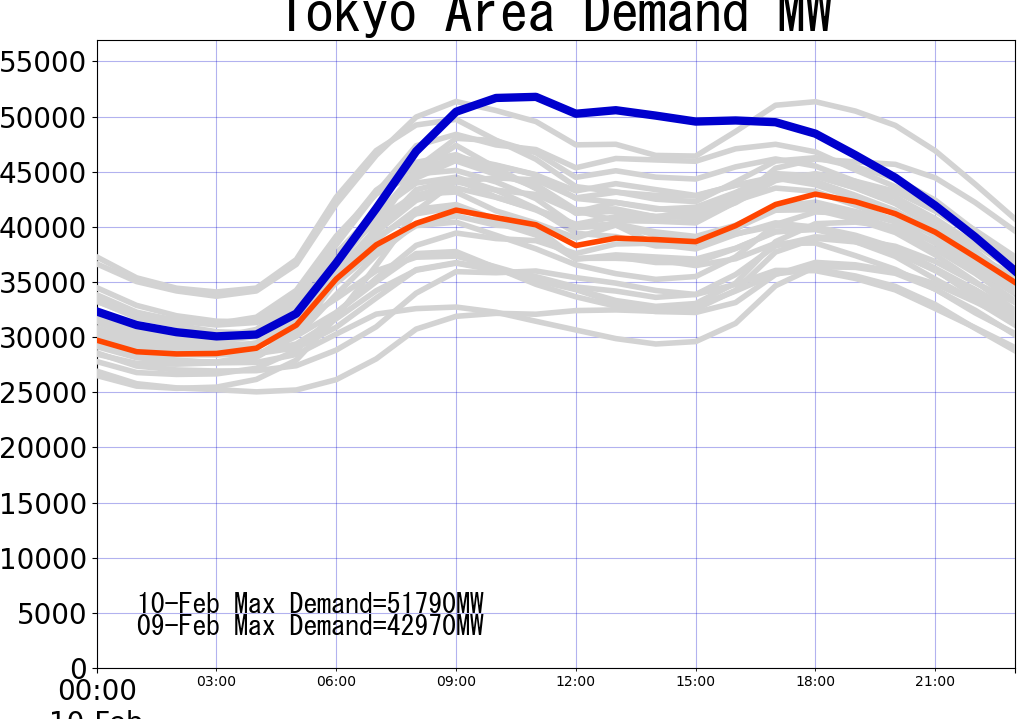 Tokyo Area Demand MW
55000
50000
45000
40000
35000
30000
25000
20000
15000
10000
5000
0
10-Feb Max Demand=51790MW
09-Feb Max Demand=42970MW
00:00 03:00 06:00 09:00 12:00 15:00 18:00 21:00
10-Feb